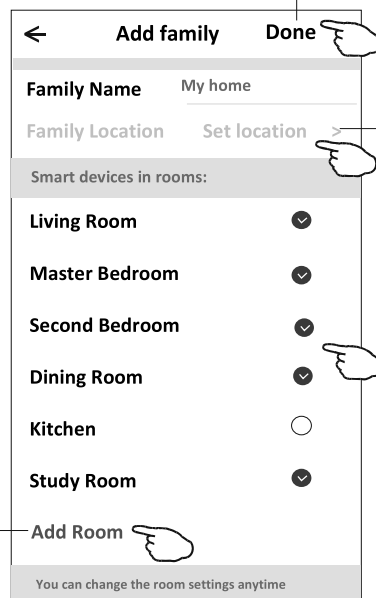 Add family Done
Family Name My home
Family Location Set location >
Smart devices in rooms:
Living Room
Master Bedroom
Second Bedroom
Dining Room
Kitchen
Study Room
Add Room
You can change the room settings anytime